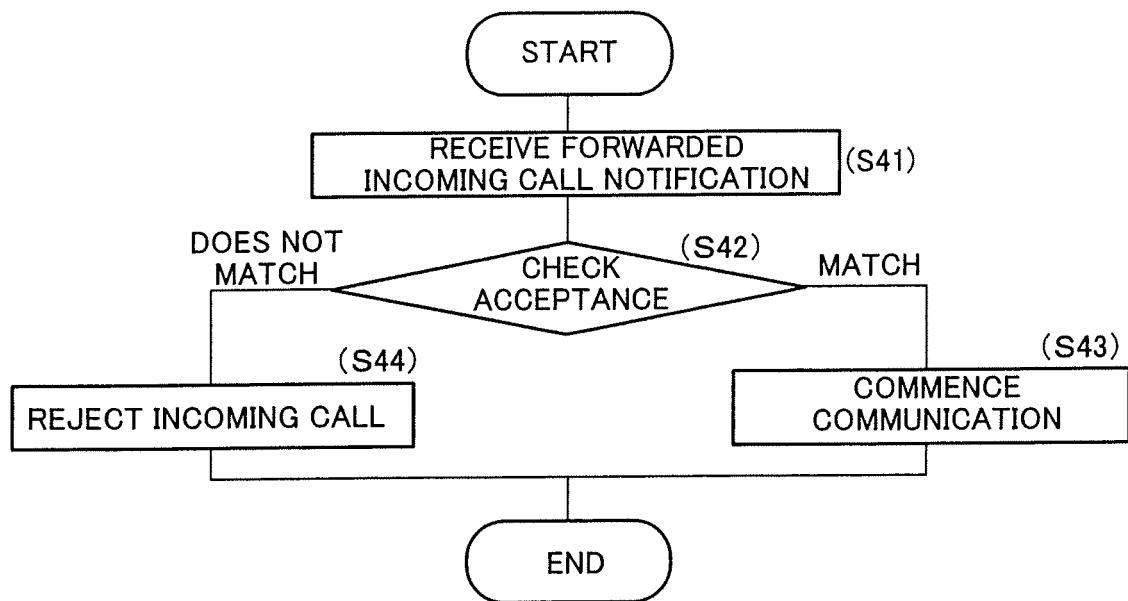 START
RECEIVE FORWARDED
INCOMING CALL NOTIFICATION
(S41)
DOES NOT
MATCH
(S42)
CHECK
ACCEPTANCE
MATCH
(S44)
REJECT INCOMING CALL
(S43)
COMMENCE
COMMUNICATION
END